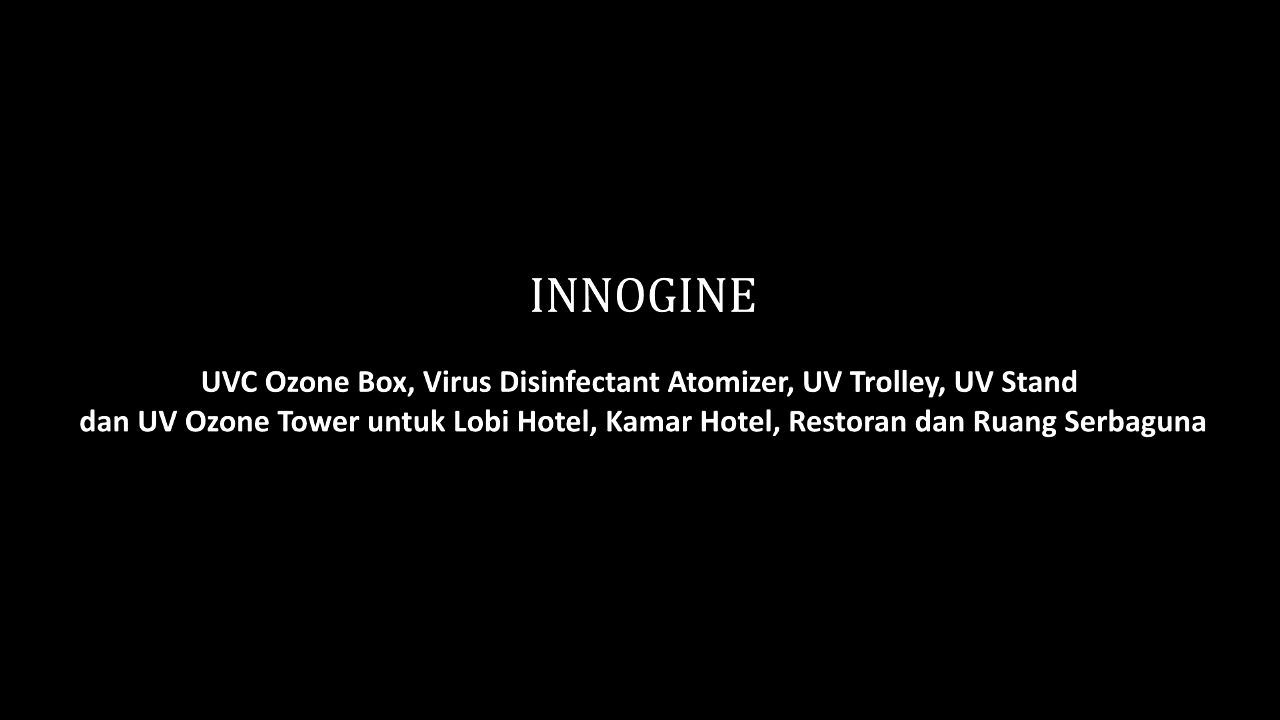 INNOGINE
UVC Ozone Box, Virus Disinfectant Atomizer, UV Trolley, UV Stand
dan UV Ozone Tower untuk Lobi Hotel, Kamar Hotel, Restoran dan Ruang Serbaguna